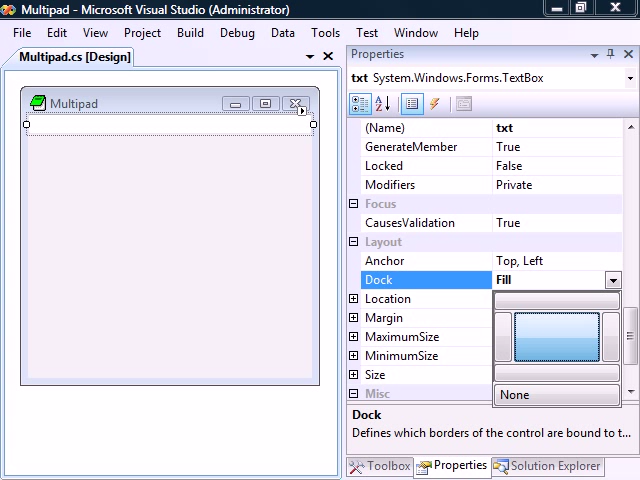 Multipad - Microsoft Visual Studio (Administrator)
File Edit View Project Build Debug Data Tools Test Window Help
Multipad.cs [Design]
Multipad
Properties
txt System.Windows.Forms.TextBox
(Name) txt
GenerateMember True
Locked False
Modifiers Private
Focus
CausesValidation True
Layout
Anchor Top, Left
Dock Fill
Location
Margin
MaximumSize
MinimumSize
Size
None
Misc
Dock
Defines which borders of the control are bound to t...
Toolbox Properties Solution Explorer